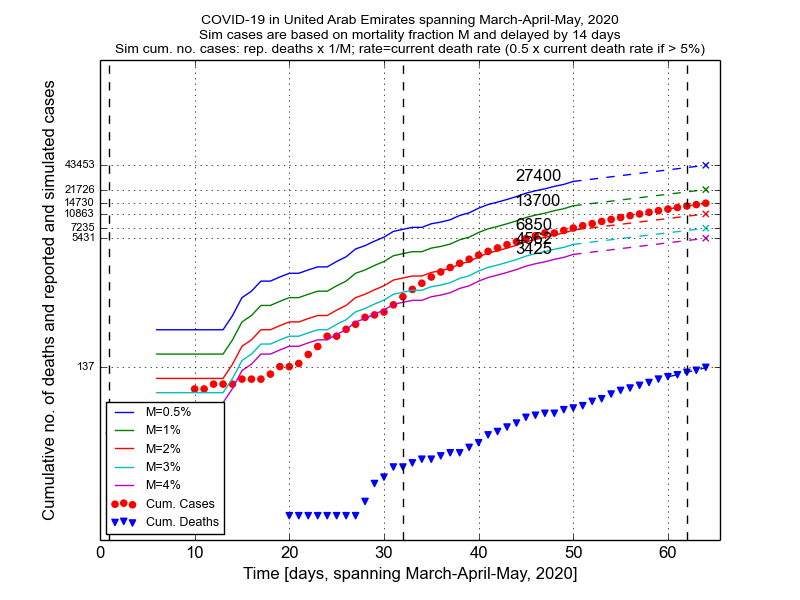 COVID-19 in United Arab Emirates spanning March-April-May, 2020
Sim cases are based on mortality fraction M and delayed by 14 days
Sim cum. no. cases: rep. deaths x 1/M; rate=current death rate (0.5 x current death rate if > 5%)
Cumulative no. of deaths and reported and simulated cases
43453
21726
14730
10863
7235
5431
137
27400
13700
6850
4562
3425
M=0.5%
M=1%
M=2%
M=3%
M=4%
Cum. Cases
Cum. Deaths
0 10 20 30 40 50 60
Time [days, spanning March-April-May, 2020]